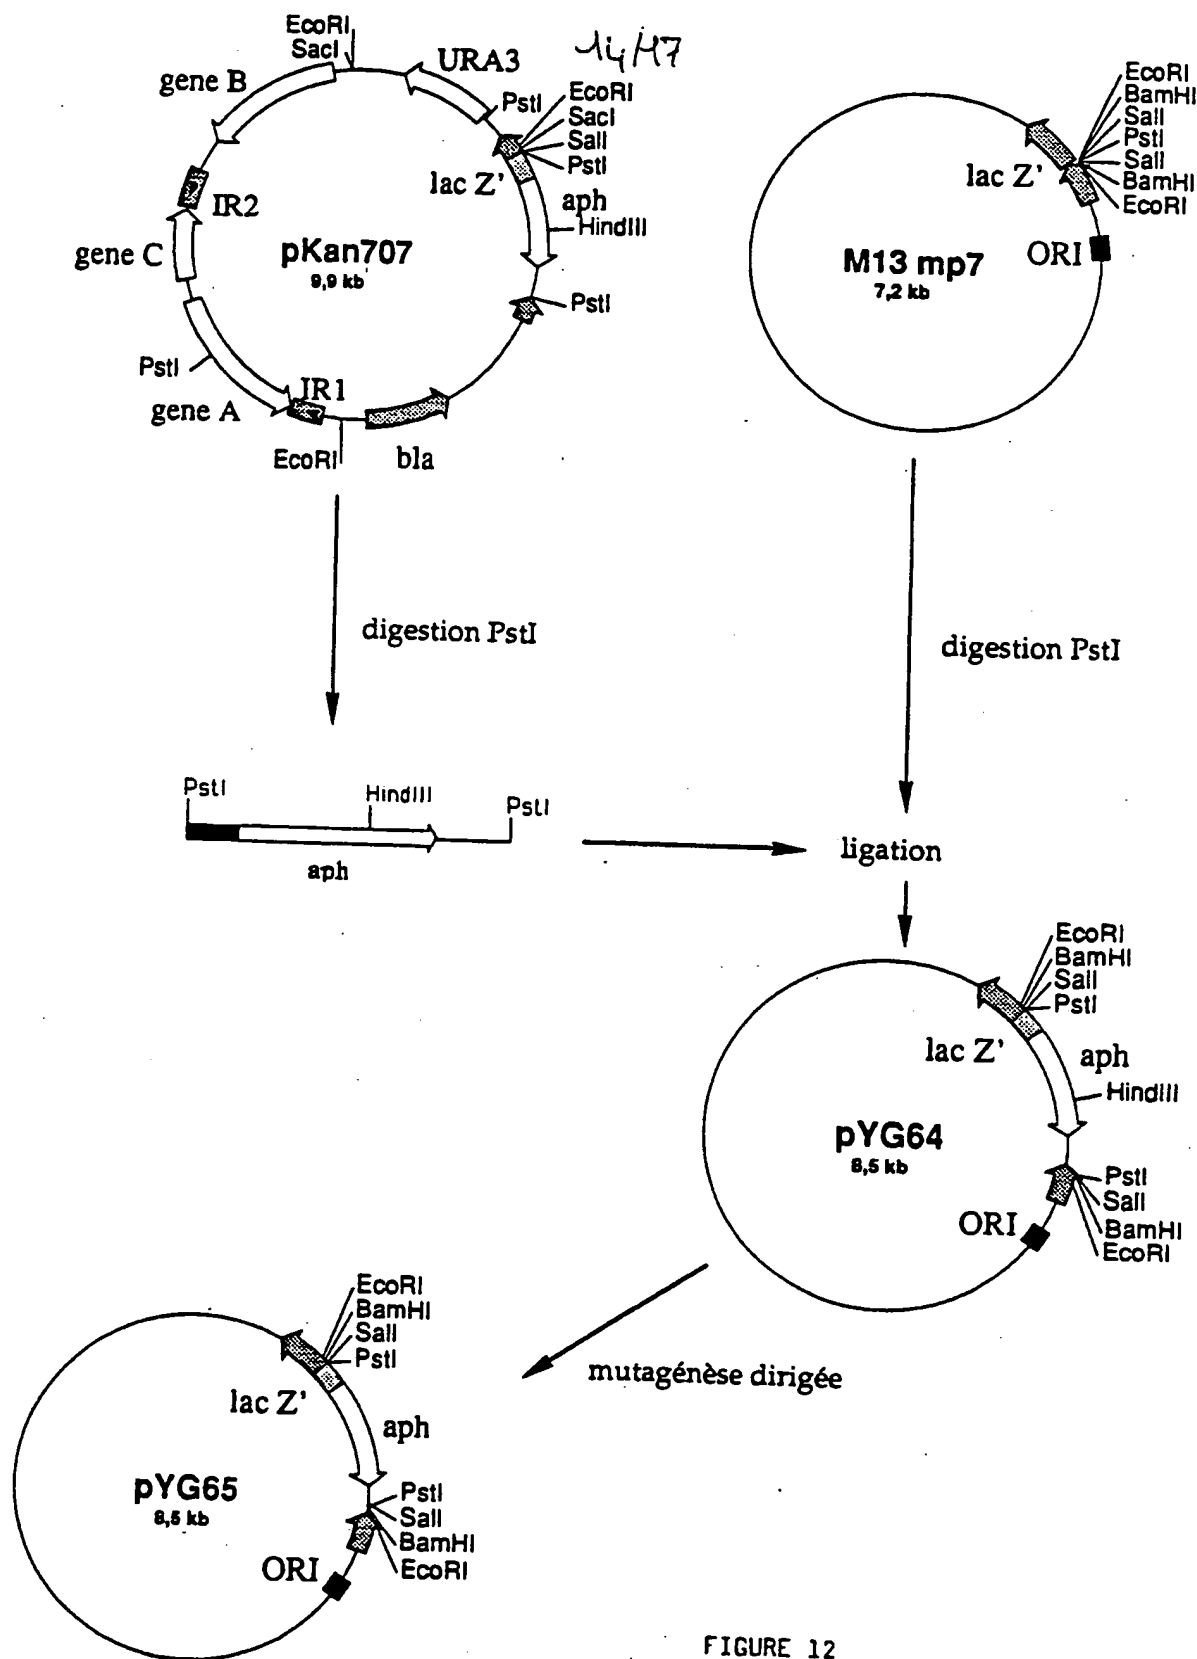 14/47
EcoRI
SacI
gene B
URA3
PstI
EcoRI
SacI
SalI
PstI
lac Z'
aph
HindIII
IR2
gene C
pKan707
9,9 kb
PstI
PstI
gene A
IR1
EcoRI
bla
EcoRI
BamHI
SalI
PstI
SalI
BamHI
EcoRI
lac Z'
ORI
M13 mp7
7,2 kb
digestion PstI
digestion PstI
PstI
HindIII
PstI
aph
ligation
EcoRI
BamHI
SalI
PstI
lac Z'
aph
HindIII
pYG64
8,5 kb
PstI
SalI
BamHI
EcoRI
ORI
mutagénèse dirigée
EcoRI
BamHI
SalI
PstI
lac Z'
aph
pYG65
8,5 kb
PstI
SalI
BamHI
EcoRI
ORI
FIGURE 12